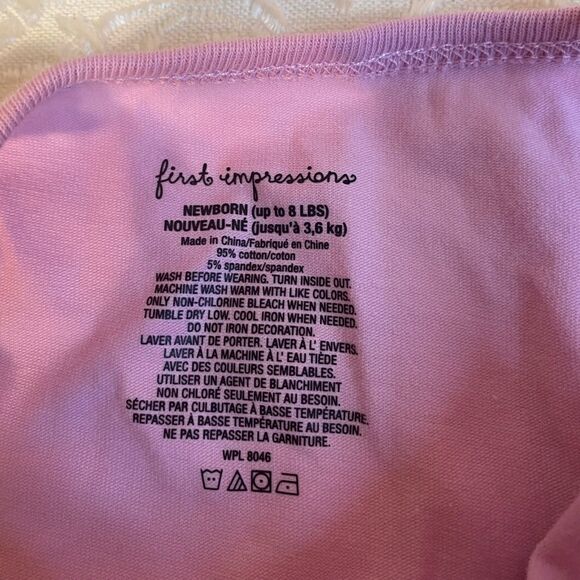 first impressions
NEWBORN (up to 8 LBS)
NOUVEAU-NÉ (jusqu'à 3,6 kg)
Made in China/Fabriqué en Chine
95% cotton/coton
5% spandex/spandex
WASH BEFORE WEARING. TURN INSIDE OUT.
MACHINE WASH WARM WITH LIKE COLORS.
ONLY NON-CHLORINE BLEACH WHEN NEEDED.
TUMBLE DRY LOW. COOL IRON WHEN NEEDED.
DO NOT IRON DECORATION.
LAVER AVANT DE PORTER. LAVER À L' ENVERS.
LAVER À LA MACHINE À L' EAU TIÈDE
AVEC DES COULEURS SEMBLABLES.
UTILISER UN AGENT DE BLANCHIMENT
NON CHLORÉ SEULEMENT AU BESOIN.
SÉCHER PAR CULBUTAGE À BASSE TEMPÉRATURE.
REPASSER À BASSE TEMPÉRATURE AU BESOIN.
NE PAS REPASSER LA GARNITURE.
WPL 8046